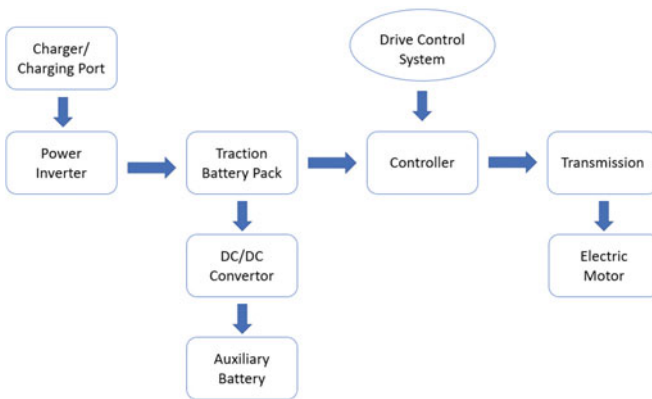 Charger/
Charging Port
Drive Control
System
Power
Inverter
Traction
Battery Pack
Controller
Transmission
DC/DC
Convertor
Electric
Motor
Auxiliary
Battery